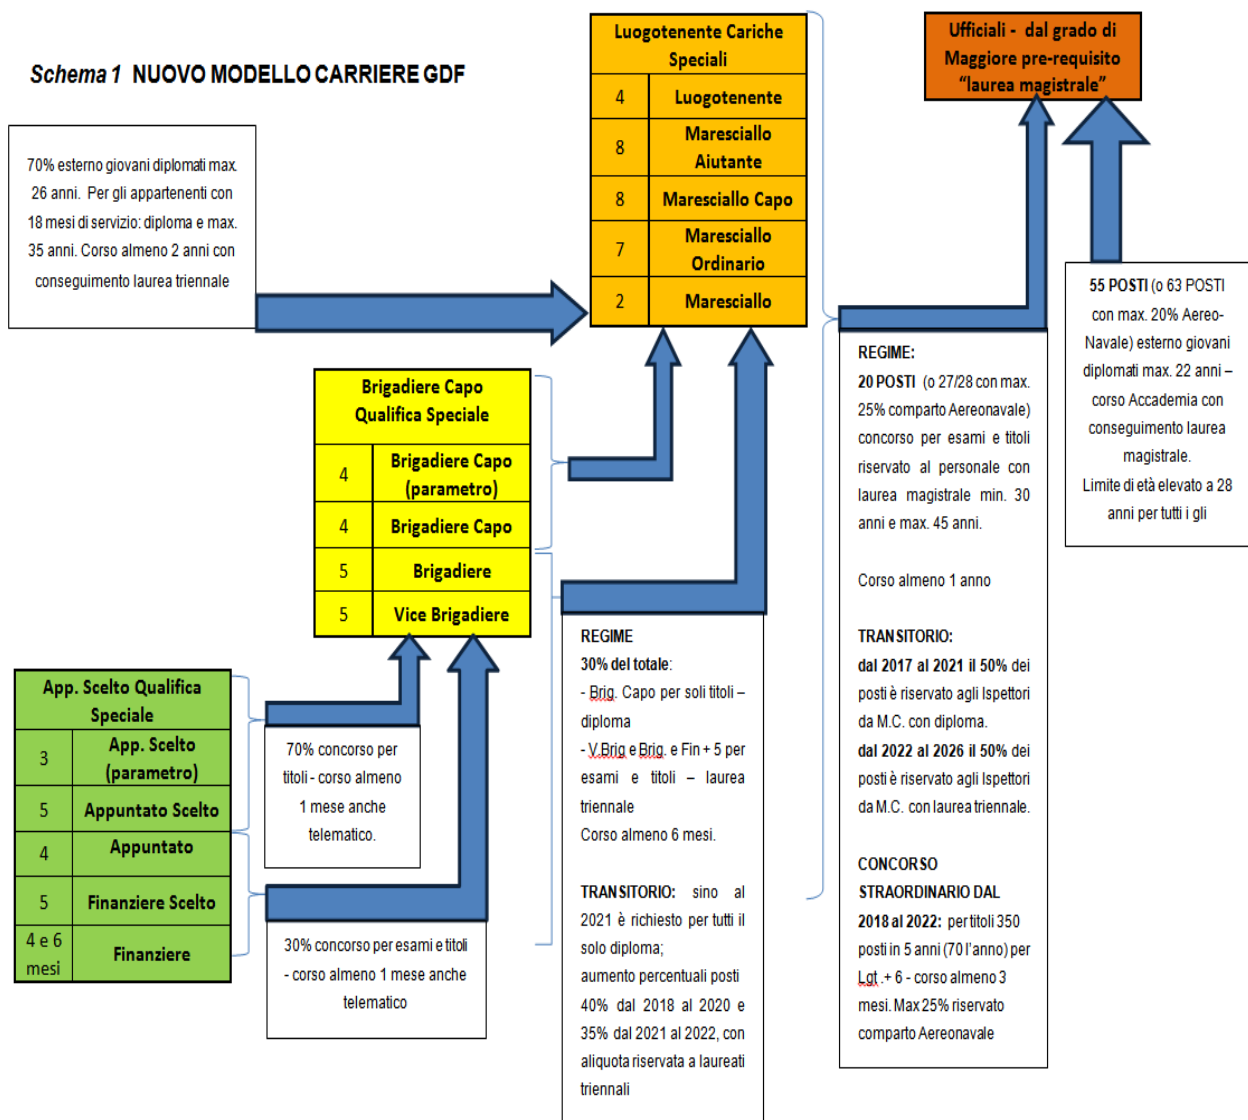 Schema 1 NUOVO MODELLO CARRIERE GDF
70% esterno giovani diplomati max.
26 anni. Per gli appartenenti con
18 mesi di servizio: diploma e max.
35 anni. Corso almeno 2 anni con
conseguimento laurea triennale
Luogotenente Cariche
Speciali
4 Luogotenente
8 Maresciallo
Aiutante
8 Maresciallo Capo
7 Maresciallo
Ordinario
2 Maresciallo
Ufficiali - dal grado di
Maggiore pre-requisito
“laurea magistrale”
Brigadiere Capo
Qualifica Speciale
4 Brigadiere Capo
(parametro)
4 Brigadiere Capo
5 Brigadiere
5 Vice Brigadiere
App. Scelto Qualifica
Speciale
3 App. Scelto
(parametro)
5 Appuntato Scelto
4 Appuntato
5 Finanziere Scelto
4 e 6
mesi Finanziere
70% concorso per
titoli - corso almeno
1 mese anche
telematico.
30% concorso per esami e titoli
- corso almeno 1 mese anche
telematico
REGIME
30% del totale:
- Brig. Capo per soli titoli –
diploma
- V.Brig e Brig. e Fin + 5 per
esami e titoli – laurea
triennale
Corso almeno 6 mesi.
TRANSITORIO: sino al
2021 è richiesto per tutti il
solo diploma;
aumento percentuali posti
40% dal 2018 al 2020 e
35% dal 2021 al 2022, con
aliquota riservata a laureati
triennali
REGIME:
20 POSTI (o 27/28 con max.
25% comparto Aereonavale)
concorso per esami e titoli
riservato al personale con
laurea magistrale min. 30
anni e max. 45 anni.
Corso almeno 1 anno
TRANSITORIO:
dal 2017 al 2021 il 50% dei
posti è riservato agli Ispettori
da M.C. con diploma.
dal 2022 al 2026 il 50% dei
posti è riservato agli Ispettori
da M.C. con laurea triennale.
CONCORSO
STRAORDINARIO DAL
2018 al 2022: per titoli 350
posti in 5 anni (70 l’anno) per
Lgt .+ 6 - corso almeno 3
mesi. Max 25% riservato
comparto Aereonavale
55 POSTI (o 63 POSTI
con max. 20% Aereo-
Navale) esterno giovani
diplomati max. 22 anni –
corso Accademia con
conseguimento laurea
magistrale.
Limite di età elevato a 28
anni per tutti i gli